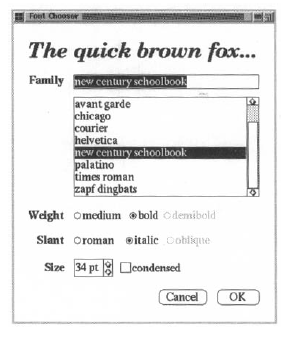 Font Chooser
The quick brown fox...
Family new century schoolbook
avant garde
chicago
courier
helvetica
new century schoolbook
palatino
times roman
zapf dingbats
Weight medium bold demibold
Slant roman italic oblique
Size 34 pt condensed
Cancel OK